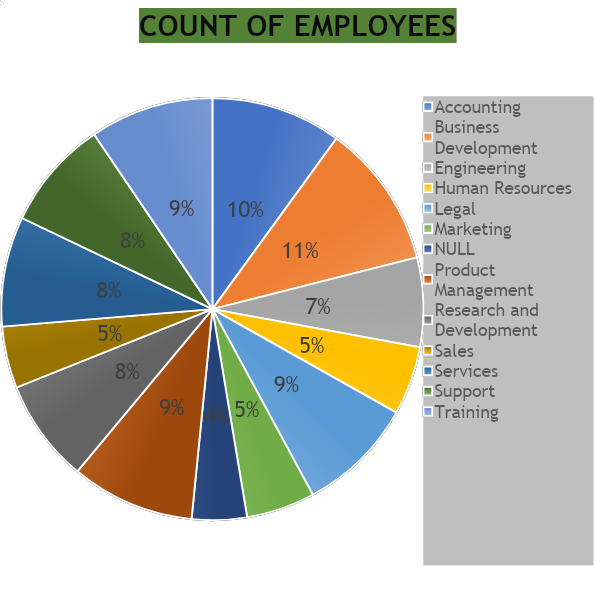 COUNT OF EMPLOYEES
Accounting
Business
Development
Engineering
Human Resources
Legal
Marketing
NULL
Product
Management
Research and
Development
Sales
Services
Support
Training
9%
10%
8%
11%
8%
7%
5%
5%
8%
9%
9%
5%